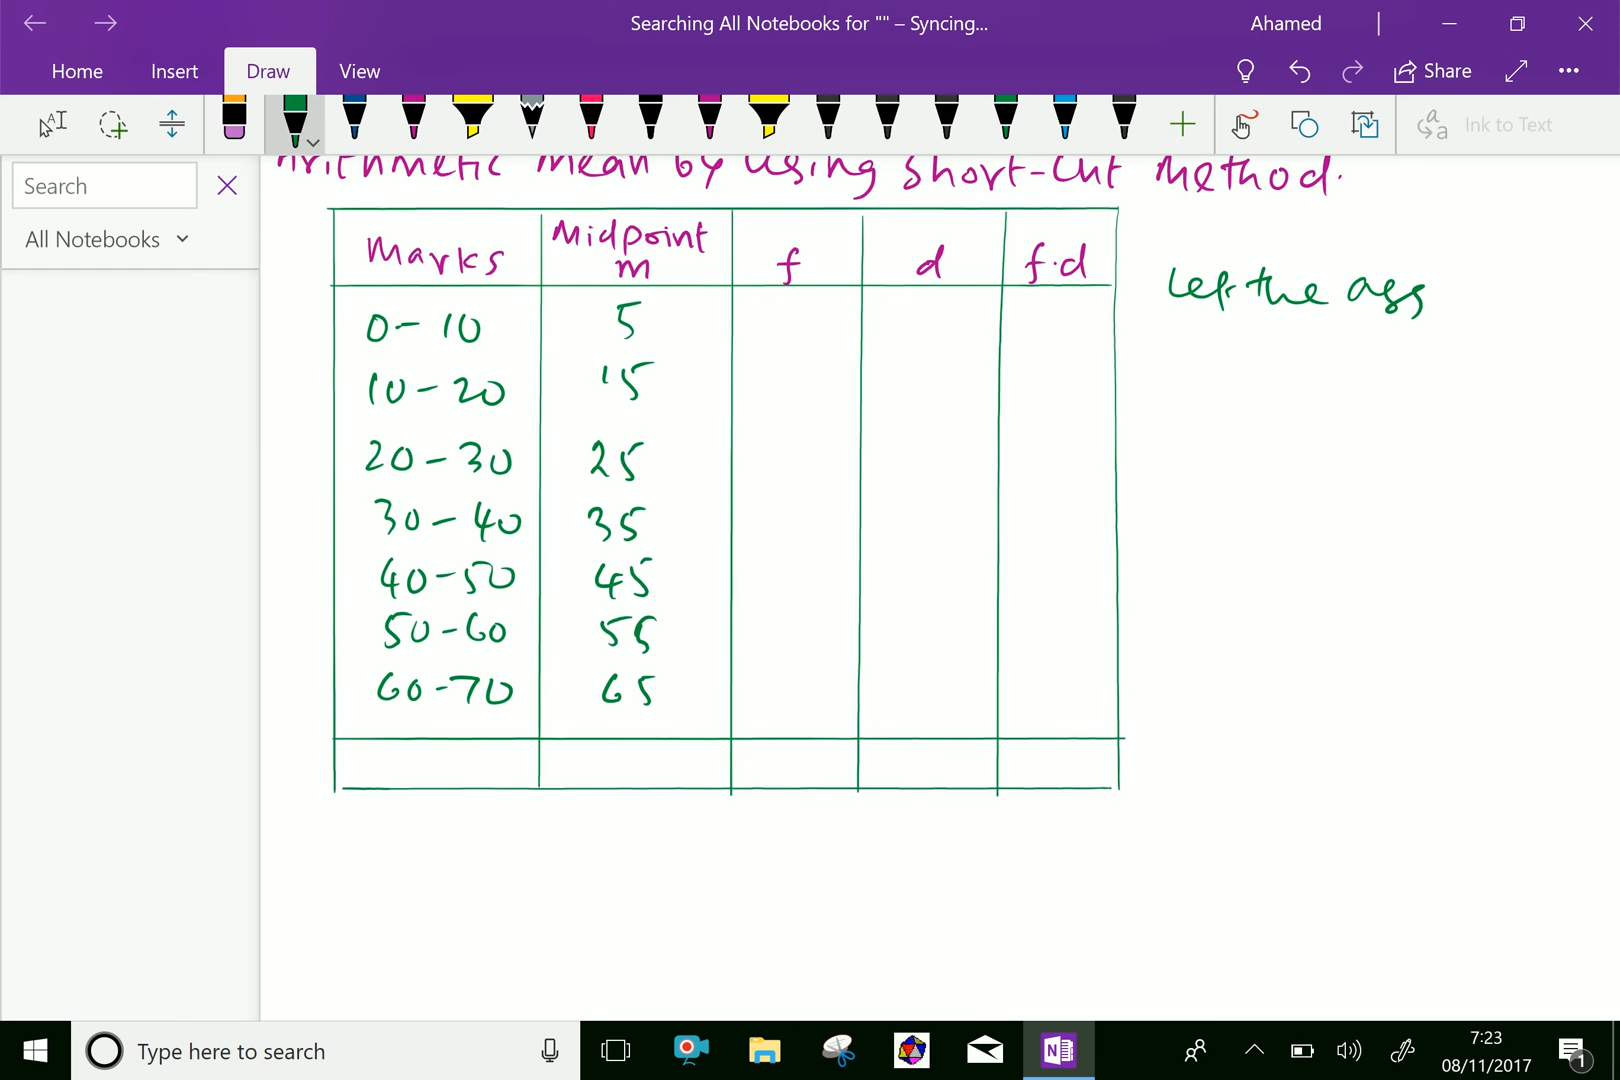 Searching All Notebooks for "" – Syncing...
Ahamed
Home Insert Draw View
Share
Ink to Text
Search
All Notebooks
Arithmetic mean by using short-cut method.
Marks Midpoint m f d f.d
0-10 5
10-20 15
20-30 25
30-40 35
40-50 45
50-60 55
60-70 65
Let the ass
Type here to search
7:23
08/11/2017
1